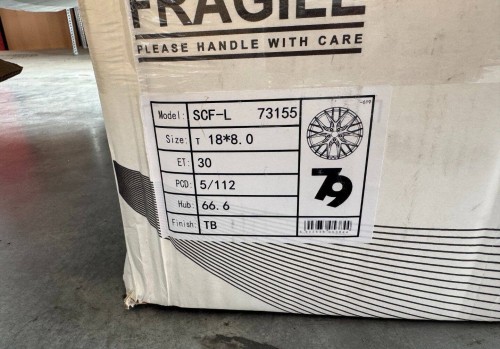 FRAGILE
PLEASE HANDLE WITH CARE
Model: SCF-L 73155
Size: T 18*8.0
ET: 30
PCD: 5/112
Hub: 66.6
Finish: TB
79